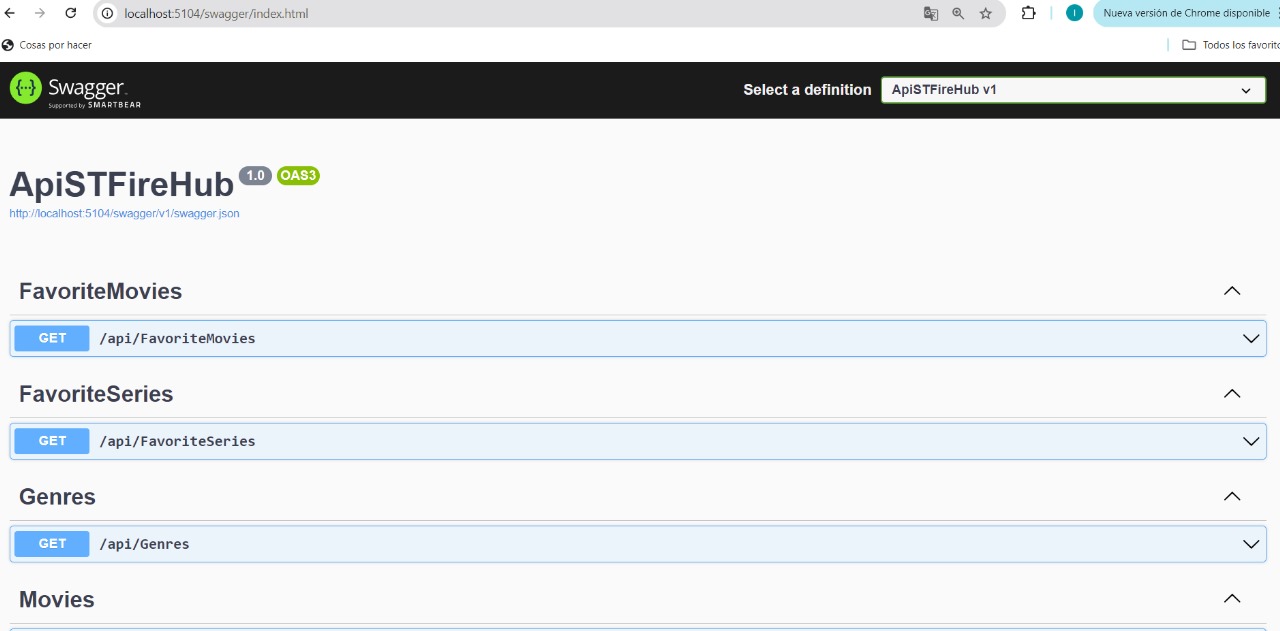 localhost:5104/swagger/index.html
Nueva versión de Chrome disponible
Cosas por hacer
Todos los favorito
Swagger
Supported by SMARTBEAR
Select a definition
ApiSTFireHub v1
ApiSTFireHub 1.0 OAS3
http://localhost:5104/swagger/v1/swagger.json
FavoriteMovies
GET /api/FavoriteMovies
FavoriteSeries
GET /api/FavoriteSeries
Genres
GET /api/Genres
Movies